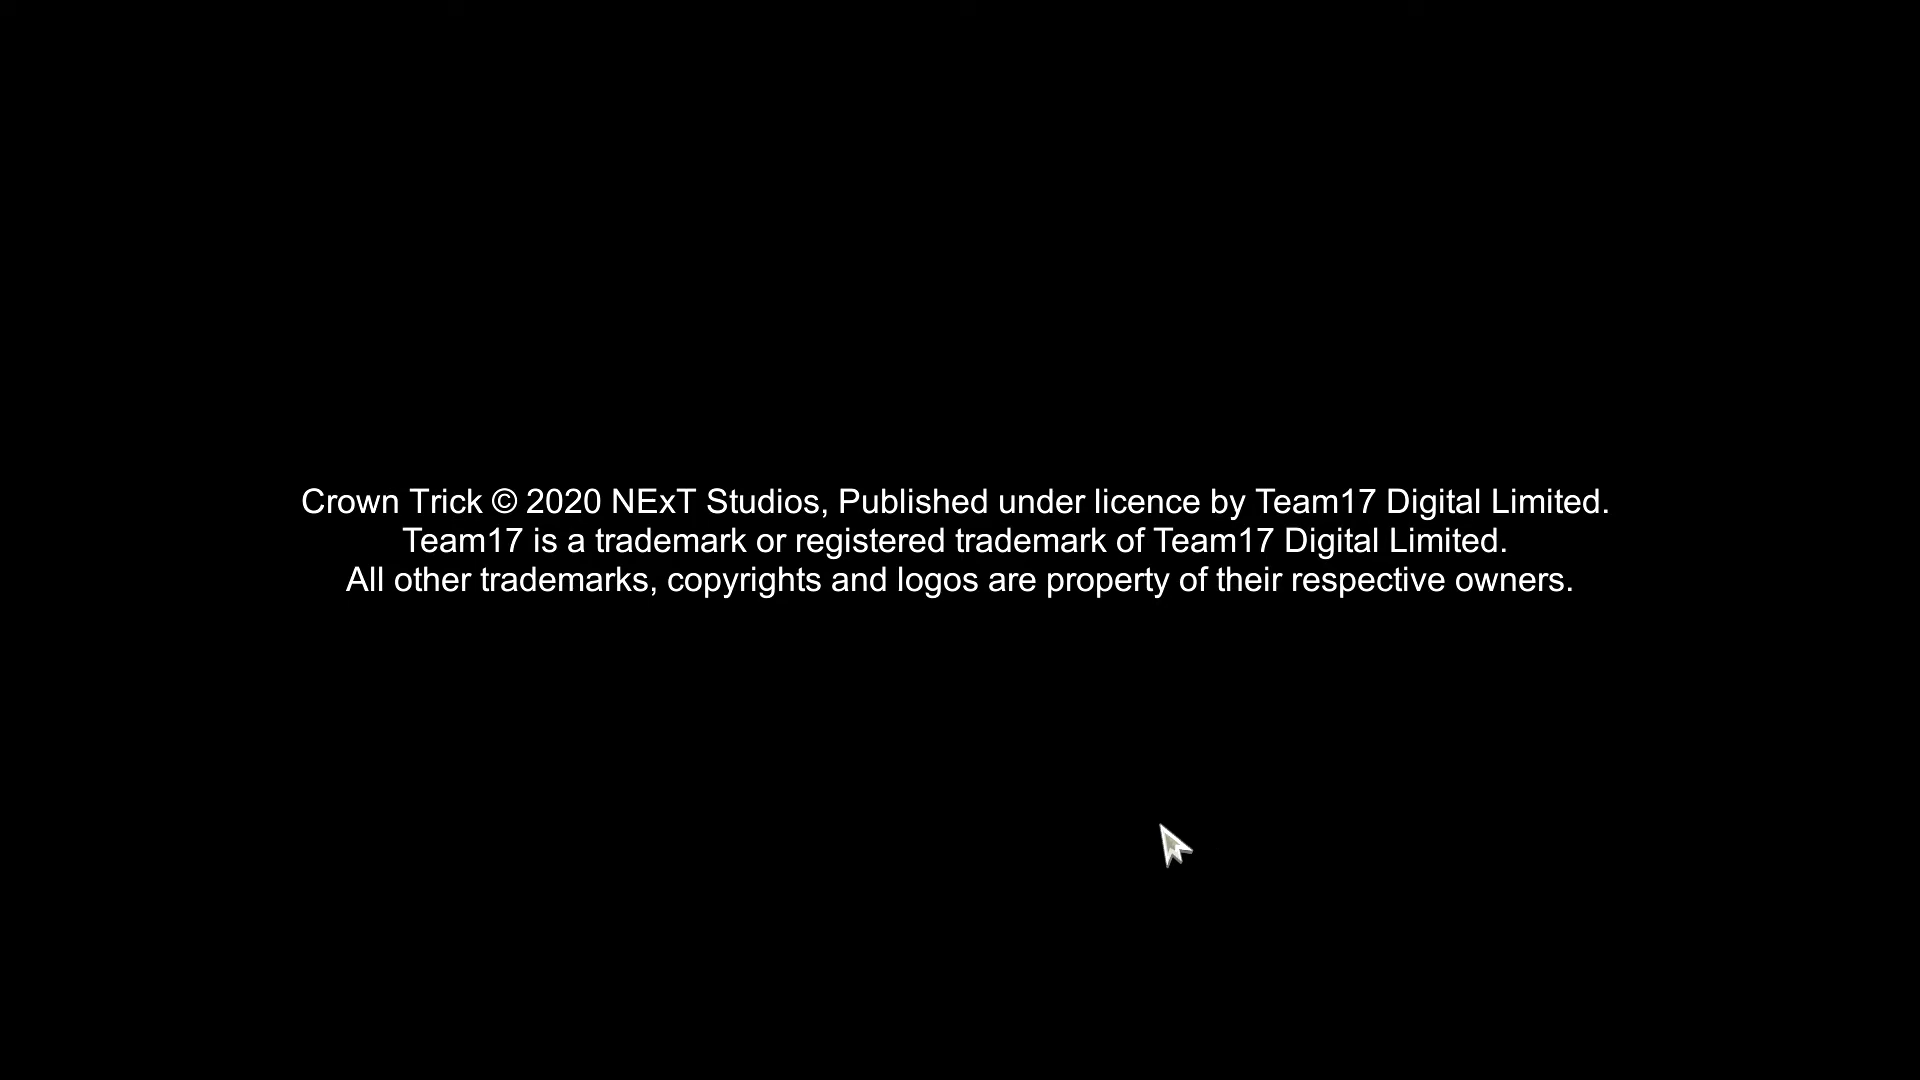 Crown Trick © 2020 NExT Studios, Published under licence by Team17 Digital Limited.
Team17 is a trademark or registered trademark of Team17 Digital Limited.
All other trademarks, copyrights and logos are property of their respective owners.